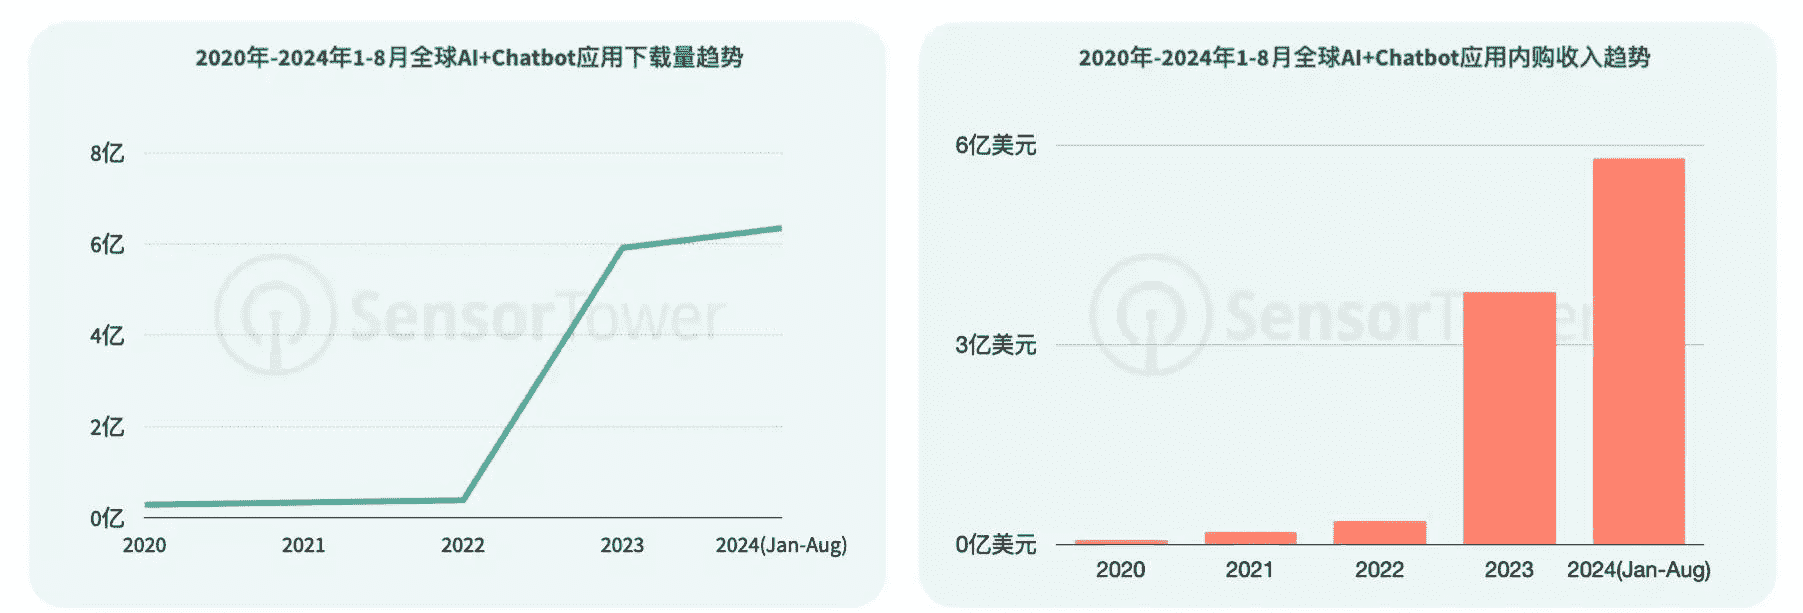 2020年-2024年1-8月全球AI+Chatbot应用下载量趋势
8亿
6亿
4亿
2亿
0亿
2020
2021
2022
2023
2024(Jan-Aug)
SensorTower
2020年-2024年1-8月全球AI+Chatbot应用内购收入趋势
6亿美元
3亿美元
0亿美元
2020
2021
2022
2023
2024(Jan-Aug)
SensorTower